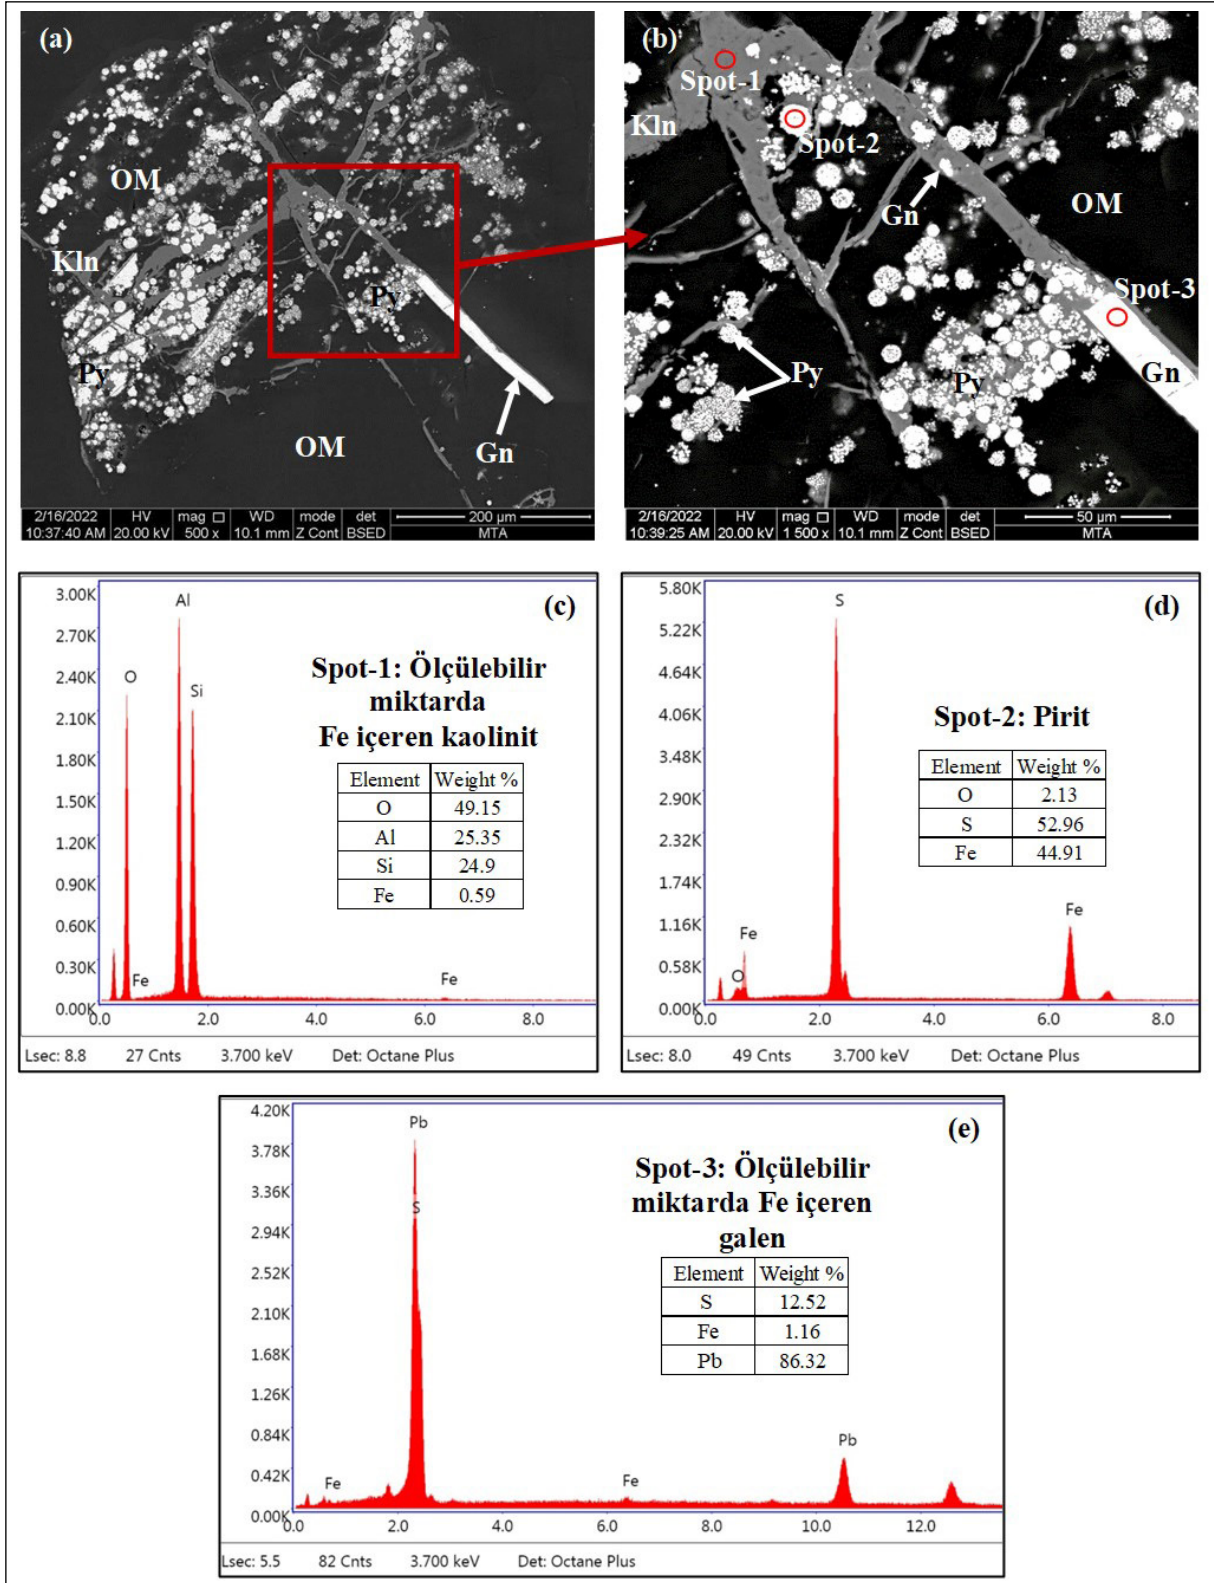 (a)
OM
Kln
Py
Py
Gn
OM
2/16/2022 HV mag □ WD mode det 200 µm
10:37:40 AM 20.00 kV 500 x 10.1 mm Z Cont BSED MTA
(b)
Spot-1
Kln
Spot-2
Gn
OM
Spot-3
Py
Py
Gn
2/16/2022 HV mag □ WD mode det 50 µm
10:39:25 AM 20.00 kV 1 500 x 10.1 mm Z Cont BSED MTA
(c)
Spot-1: Ölçülebilir
miktarda
Fe içeren kaolinit
Element Weight %
O 49.15
Al 25.35
Si 24.9
Fe 0.59
3.00K
2.70K
2.40K
2.10K
1.80K
1.50K
1.20K
0.90K
0.60K
0.30K
0.00K
Al
O
Si
Fe
Fe
0.0 2.0 4.0 6.0 8.0
Lsec: 8.8 27 Cnts 3.700 keV Det: Octane Plus
(d)
Spot-2: Pirit
Element Weight %
O 2.13
S 52.96
Fe 44.91
5.80K
5.22K
4.64K
4.06K
3.48K
2.90K
2.32K
1.74K
1.16K
0.58K
0.00K
S
Fe
O
Fe
0.0 2.0 4.0 6.0 8.0
Lsec: 8.0 49 Cnts 3.700 keV Det: Octane Plus
(e)
Spot-3: Ölçülebilir
miktarda Fe içeren
galen
Element Weight %
S 12.52
Fe 1.16
Pb 86.32
4.20K
3.78K
3.36K
2.94K
2.52K
2.10K
1.68K
1.26K
0.84K
0.42K
0.00K
Pb
S
Fe
Fe
Pb
0.0 2.0 4.0 6.0 8.0 10.0 12.0
Lsec: 5.5 82 Cnts 3.700 keV Det: Octane Plus